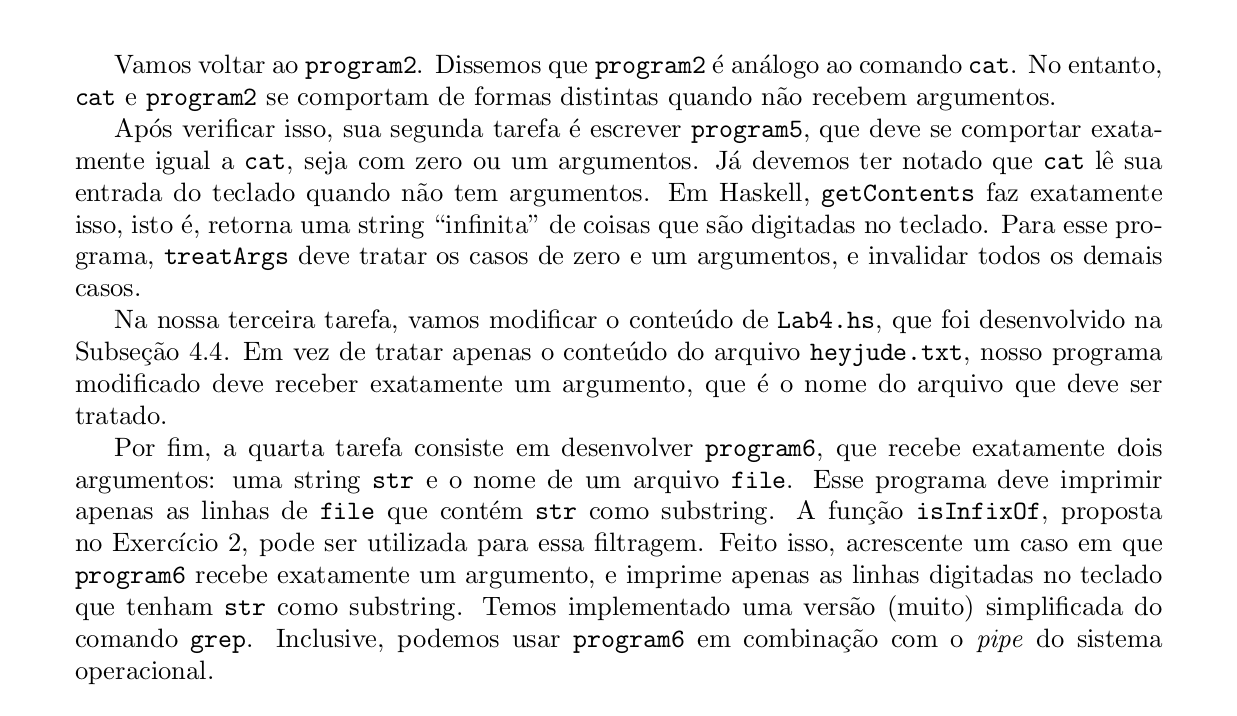 Vamos voltar ao program2. Dissemos que program2 é análogo ao comando cat. No entanto,
cat e program2 se comportam de formas distintas quando não recebem argumentos.
Após verificar isso, sua segunda tarefa é escrever program5, que deve se comportar exata-
mente igual a cat, seja com zero ou um argumentos. Já devemos ter notado que cat lê sua
entrada do teclado quando não tem argumentos. Em Haskell, getContents faz exatamente
isso, isto é, retorna uma string “infinita” de coisas que são digitadas no teclado. Para esse pro-
grama, treatArgs deve tratar os casos de zero e um argumentos, e invalidar todos os demais
casos.
Na nossa terceira tarefa, vamos modificar o conteúdo de Lab4.hs, que foi desenvolvido na
Subseção 4.4. Em vez de tratar apenas o conteúdo do arquivo heyjude.txt, nosso programa
modificado deve receber exatamente um argumento, que é o nome do arquivo que deve ser
tratado.
Por fim, a quarta tarefa consiste em desenvolver program6, que recebe exatamente dois
argumentos: uma string str e o nome de um arquivo file. Esse programa deve imprimir
apenas as linhas de file que contém str como substring. A função isInfixOf, proposta
no Exercício 2, pode ser utilizada para essa filtragem. Feito isso, acrescente um caso em que
program6 recebe exatamente um argumento, e imprime apenas as linhas digitadas no teclado
que tenham str como substring. Temos implementado uma versão (muito) simplificada do
comando grep. Inclusive, podemos usar program6 em combinação com o pipe do sistema
operacional.